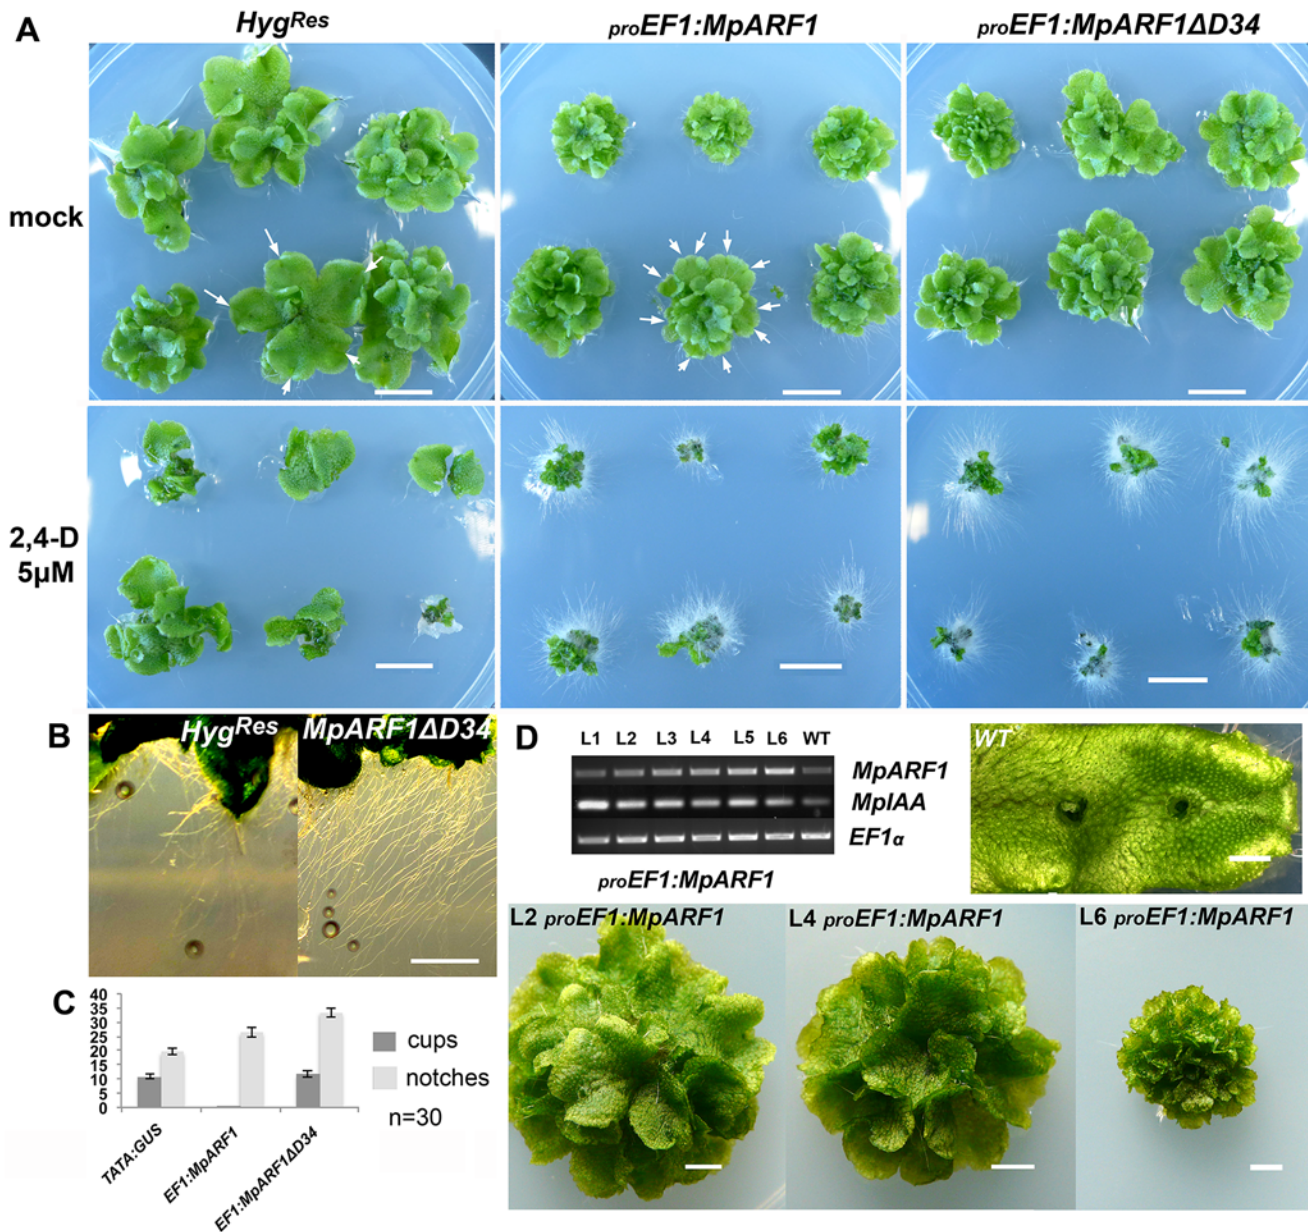 A
HygRes
proEF1:MpARF1
proEF1:MpARF1ΔD34
mock
2,4-D
5µM
B
HygRes
MpARF1ΔD34
C
40
35
30
25
20
15
10
5
0
cups
notches
n=30
TATA:GUS
EF1:MpARF1
EF1:MpARF1ΔD34
D
L1 L2 L3 L4 L5 L6 WT
MpARF1
MpIAA
EF1α
proEF1:MpARF1
WT
L2 proEF1:MpARF1
L4 proEF1:MpARF1
L6 proEF1:MpARF1